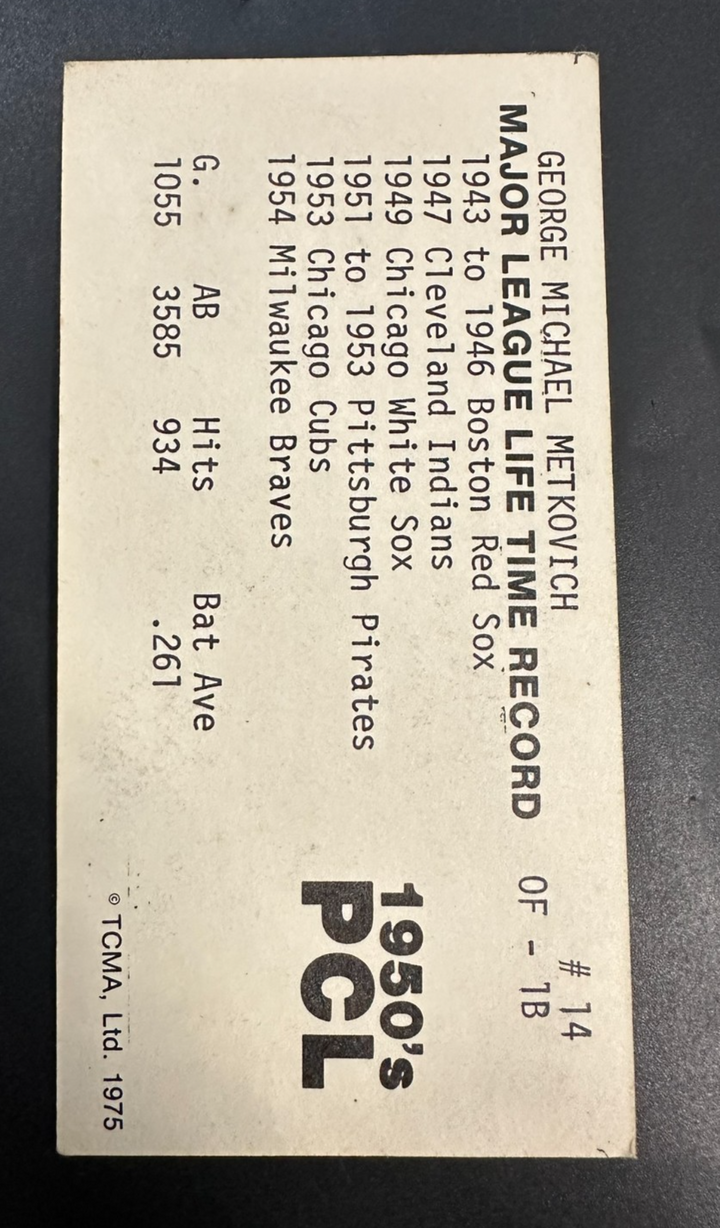 GEORGE MICHAEL METKOVICH # 14
MAJOR LEAGUE LIFE TIME RECORD OF - 1B
1943 to 1946 Boston Red Sox
1947 Cleveland Indians
1949 Chicago White Sox
1951 to 1953 Pittsburgh Pirates
1953 Chicago Cubs
1954 Milwaukee Braves
1950's
PCL
G. AB Hits Bat Ave
1055 3585 934 .261
© TCMA, Ltd. 1975